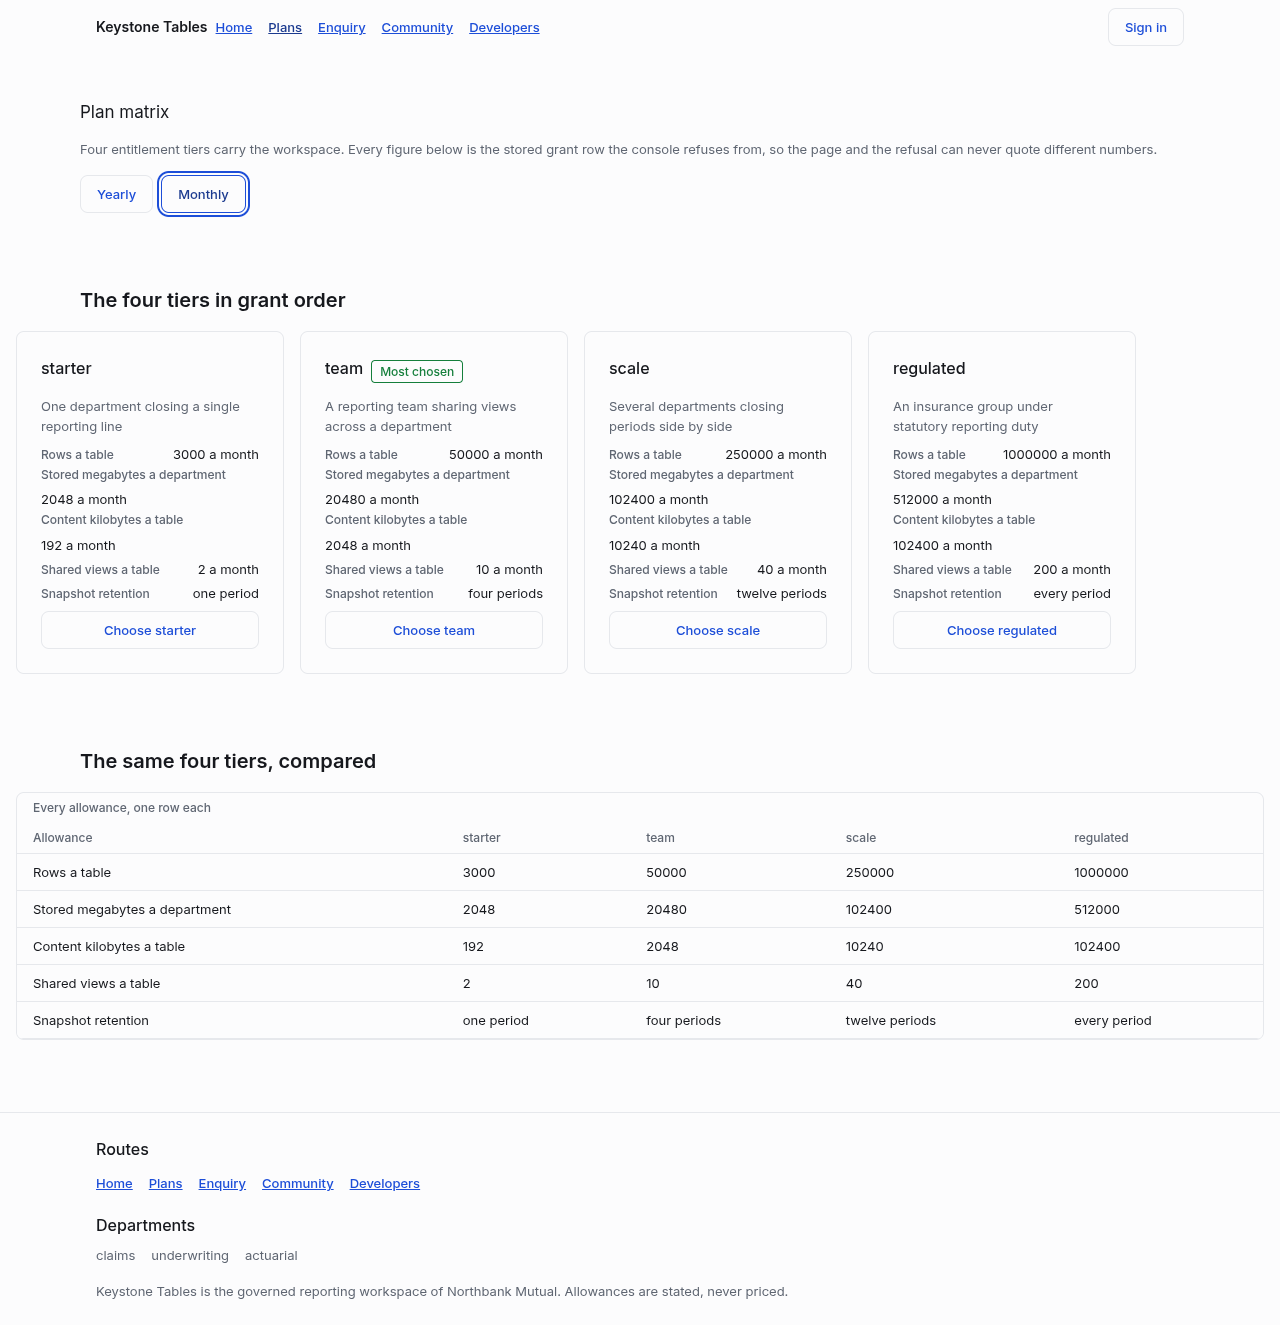 Keystone Tables Home Plans Enquiry Community Developers Sign in
Plan matrix
Four entitlement tiers carry the workspace. Every figure below is the stored grant row the console refuses from, so the page and the refusal can never quote different numbers.
Yearly Monthly
The four tiers in grant order
starter
One department closing a single
reporting line
Rows a table 3000 a month
Stored megabytes a department
2048 a month
Content kilobytes a table
192 a month
Shared views a table 2 a month
Snapshot retention one period
Choose starter
team Most chosen
A reporting team sharing views
across a department
Rows a table 50000 a month
Stored megabytes a department
20480 a month
Content kilobytes a table
2048 a month
Shared views a table 10 a month
Snapshot retention four periods
Choose team
scale
Several departments closing
periods side by side
Rows a table 250000 a month
Stored megabytes a department
102400 a month
Content kilobytes a table
10240 a month
Shared views a table 40 a month
Snapshot retention twelve periods
Choose scale
regulated
An insurance group under
statutory reporting duty
Rows a table 1000000 a month
Stored megabytes a department
512000 a month
Content kilobytes a table
102400 a month
Shared views a table 200 a month
Snapshot retention every period
Choose regulated
The same four tiers, compared
Every allowance, one row each
Allowance starter team scale regulated
Rows a table 3000 50000 250000 1000000
Stored megabytes a department 2048 20480 102400 512000
Content kilobytes a table 192 2048 10240 102400
Shared views a table 2 10 40 200
Snapshot retention one period four periods twelve periods every period
Routes
Home Plans Enquiry Community Developers
Departments
claims underwriting actuarial
Keystone Tables is the governed reporting workspace of Northbank Mutual. Allowances are stated, never priced.